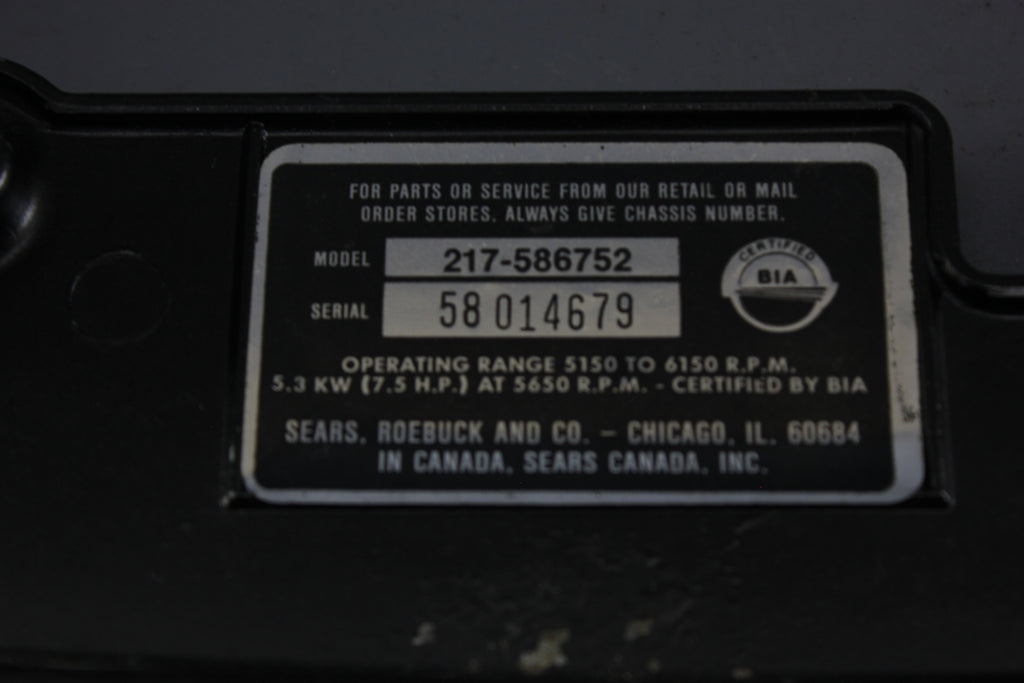 FOR PARTS OR SERVICE FROM OUR RETAIL OR MAIL
ORDER STORES, ALWAYS GIVE CHASSIS NUMBER.
MODEL 217-586752
SERIAL 58 014679
CERTIFIED
BIA
OPERATING RANGE 5150 TO 6150 R.P.M.
5.3 KW (7.5 H.P.) AT 5650 R.P.M. - CERTIFIED BY BIA
SEARS, ROEBUCK AND CO. – CHICAGO, IL. 60684
IN CANADA, SEARS CANADA, INC.